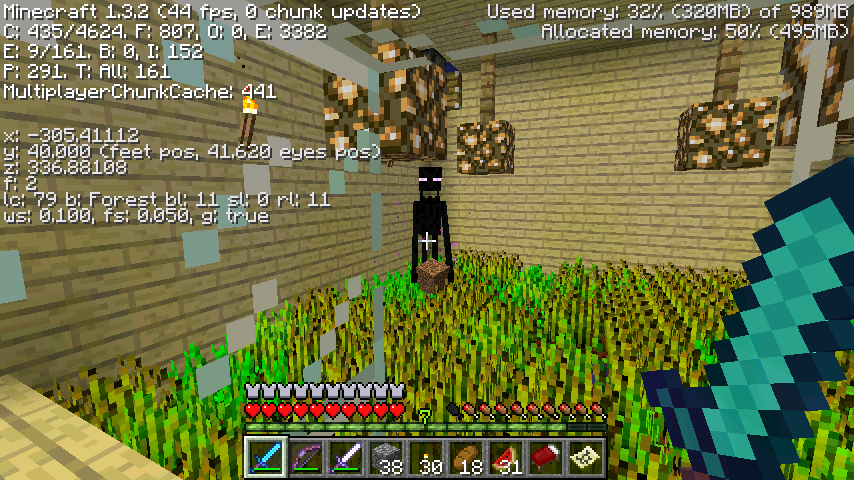 Minecraft 1.3.2 (44 fps, 0 chunk updates)
C: 435/4624, F: 807, O: 0, E: 3382
E: 9/161, B: 0, I: 152
P: 291, T: All: 161
MultiplayerChunkCache: 441
x: -305.41112
y: 40.000 (feet pos, 41.620 eyes pos)
z: 336.88108
f: 2
lc: 79 b: Forest bl: 11 sl: 0 rl: 11
ws: 0.100, fs: 0.050, g: true
Used memory: 32% (320MB) of 989MB
Allocated memory: 50% (495MB)
7
38 30 18 31